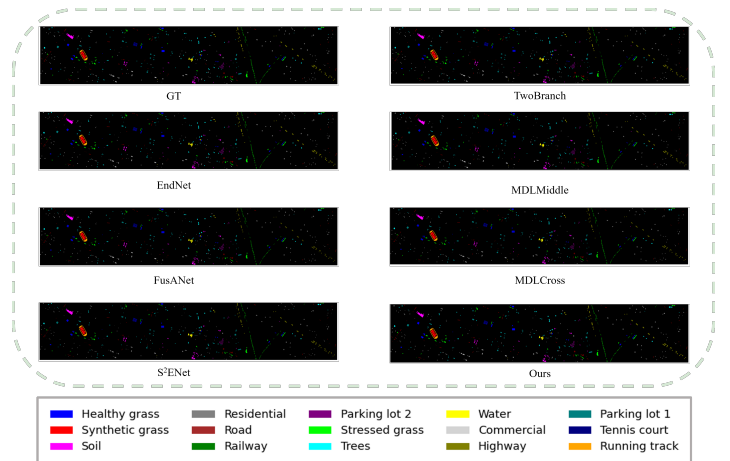 GT
TwoBranch
EndNet
MDLMiddle
FusANet
MDLCross
S²ENet
Ours
Healthy grass Residential Parking lot 2 Water Parking lot 1
Synthetic grass Road Stressed grass Commercial Tennis court
Soil Railway Trees Highway Running track